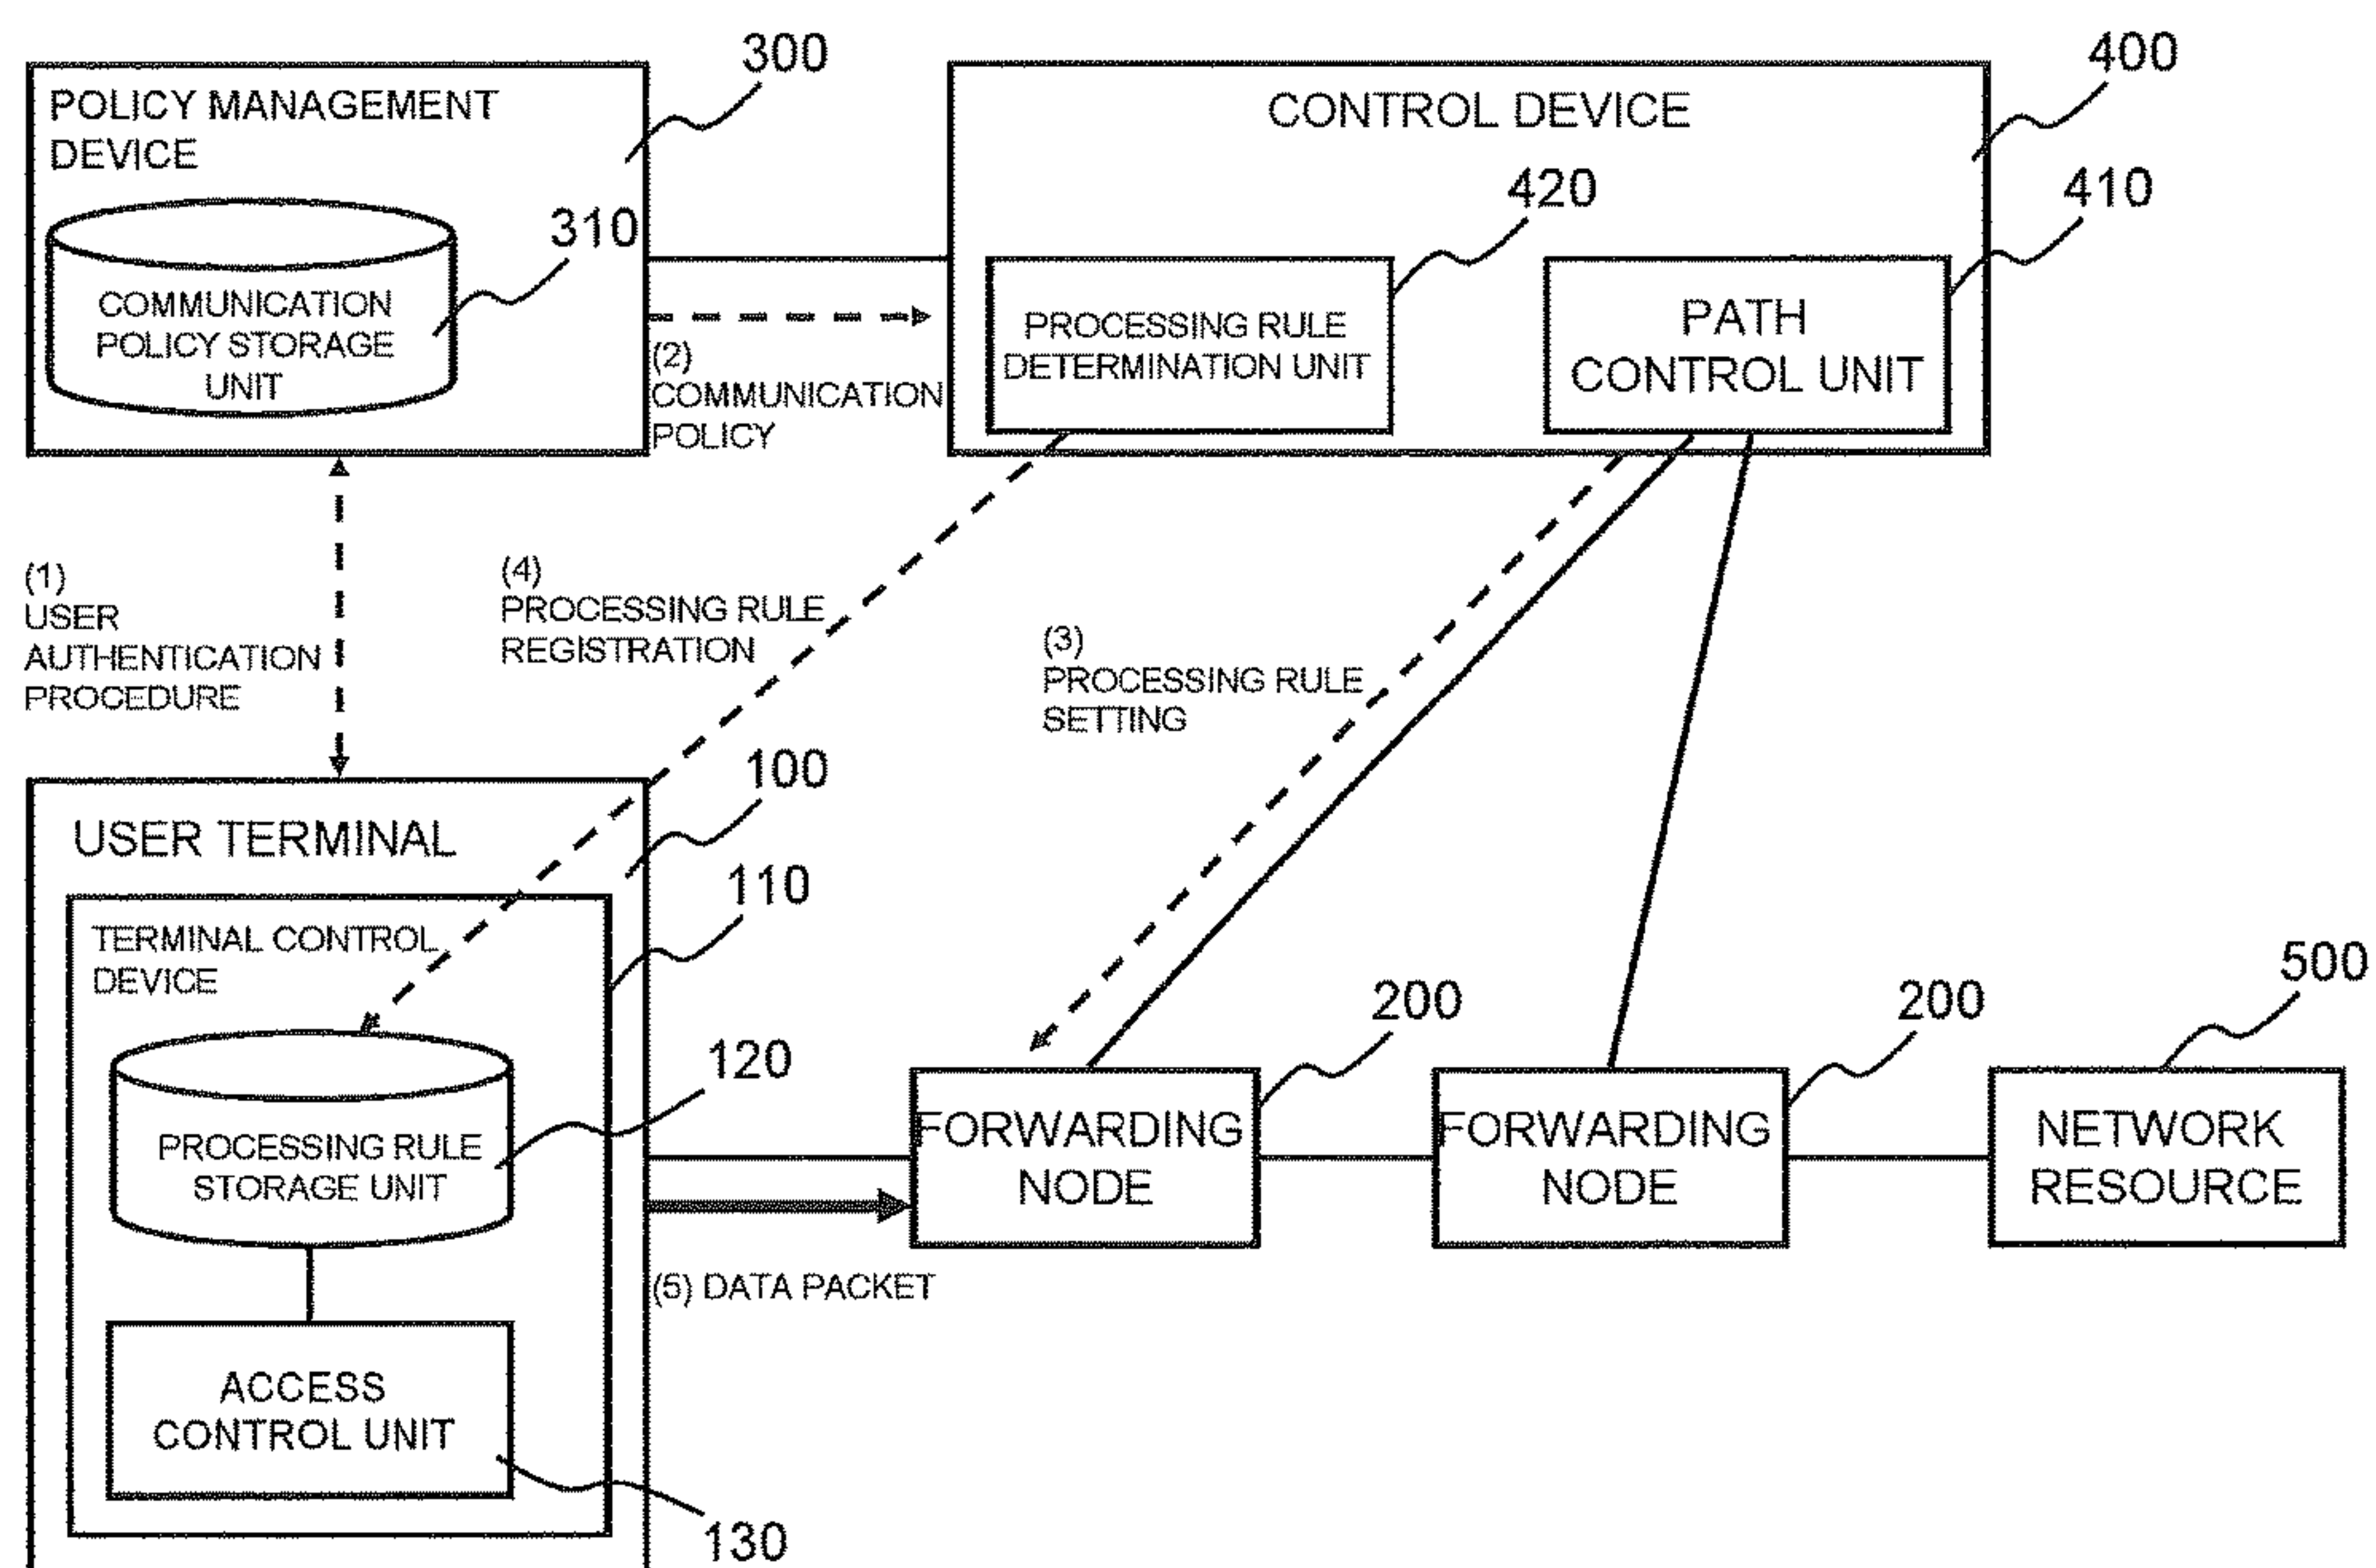 300
POLICY MANAGEMENT
DEVICE
310
COMMUNICATION
POLICY STORAGE
UNIT
(2)
COMMUNICATION
POLICY
400
CONTROL DEVICE
420
410
PROCESSING RULE
DETERMINATION UNIT
PATH
CONTROL UNIT
(1)
USER
AUTHENTICATION
PROCEDURE
(4)
PROCESSING RULE
REGISTRATION
(3)
PROCESSING RULE
SETTING
100
USER TERMINAL
110
TERMINAL CONTROL
DEVICE
120
PROCESSING RULE
STORAGE UNIT
ACCESS
CONTROL UNIT
130
(5) DATA PACKET
200
FORWARDING
NODE
200
FORWARDING
NODE
500
NETWORK
RESOURCE